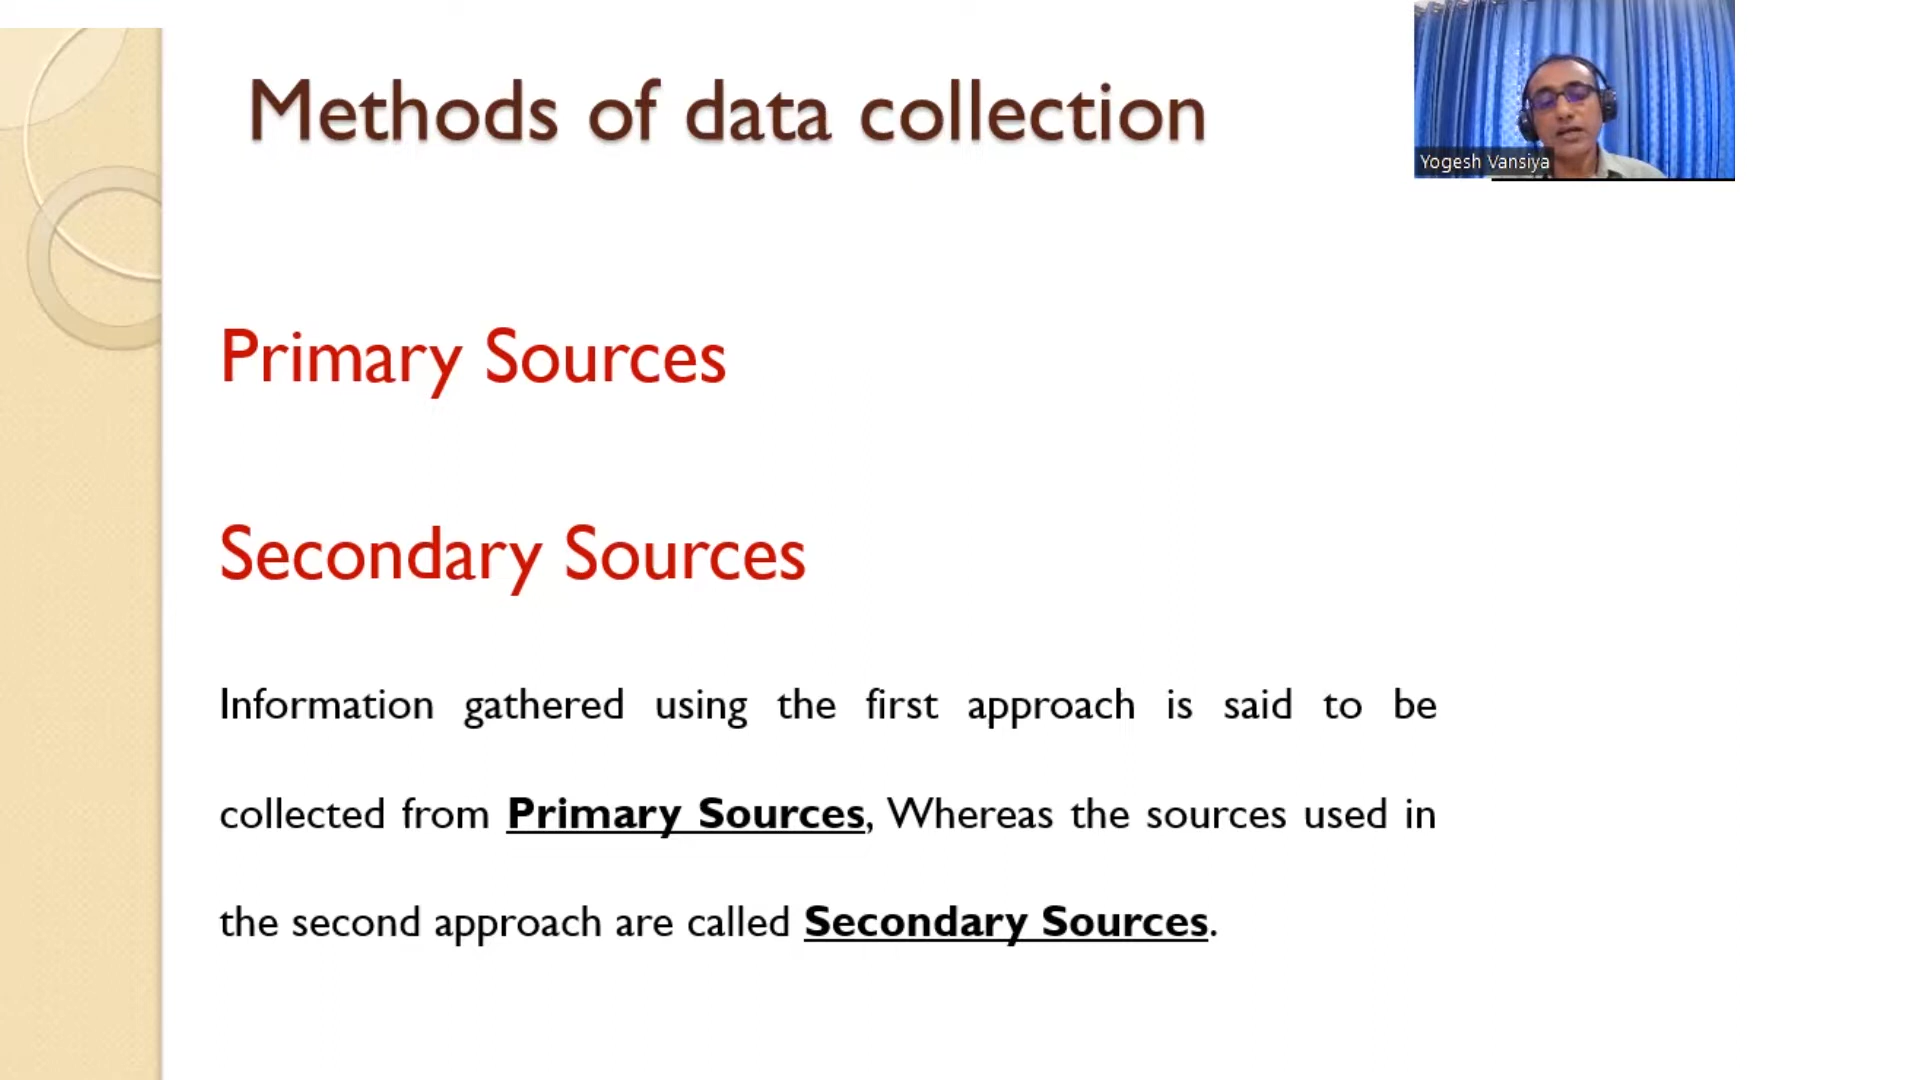 Methods of data collection
Yogesh Vansiya
Primary Sources
Secondary Sources
Information gathered using the first approach is said to be
collected from Primary Sources, Whereas the sources used in
the second approach are called Secondary Sources.